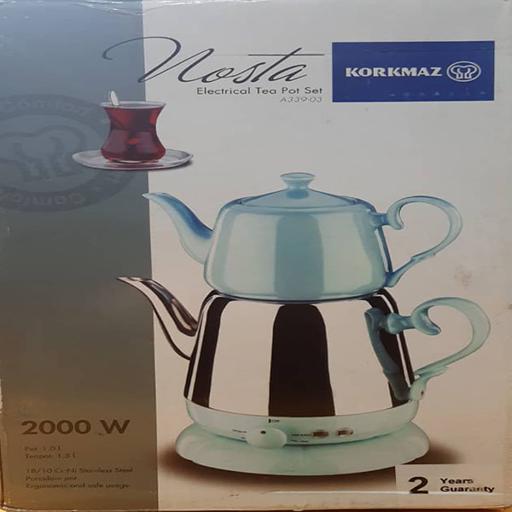 Nosta
Electrical Tea Pot Set
A339-03
KORKMAZ
2000 W
Pot: 1.0 l
Teapot: 1.8 l
18/10 Cr-Ni Stainless Steel
Porcelain pot
Ergonomic and safe usage
2 Years
Guaranty